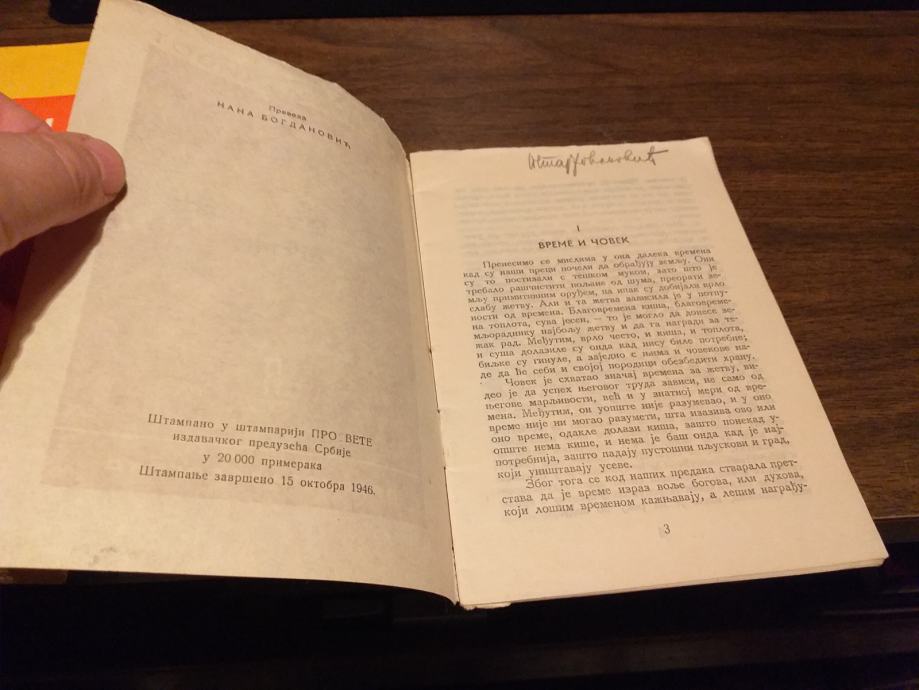 Превела
НАНА БОГДАНОВИЋ
Штампано у штампарији ПРОСВЕТЕ
издавачког предузећа Србије
у 20 000 примерака
Штампање завршено 15 октобра 1946.
I
ВРЕМЕ И ЧОВЕК
Пренесимо се мислима у она далека времена
кад су наши преци почели да обрађују земљу. Они
су то постизали с тешком муком, зато што је
требало рашчистити пољане од шума, преорати зе-
мљу примитивним оруђем, па ипак су добијали врло
слабу жетву. Али и та жетва зависила је у потпу-
ности од времена. Благовремена киша, благовреме-
на топлота, сува јесен, — то је могло да донесе зе-
мљораднику најбољу жетву и да га награди за те-
жак рад. Међутим, врло често, и киша, и топлота,
и суша долазиле су онда кад нису биле потребне;
биљке су гинуле, а заједно с њима и човекове на-
де да ће себи и својој породици обезбедити храну.
Човек је схватао значај времена за жетву, ви-
део је да успех његовог труда зависи, не само од
његове марљивости, већ и у знатној мери од вре-
мена. Међутим, он уопште није разумевао, и у оно
време није ни могао разумети, шта изазива ово или
оно време, одакле долази киша, зашто понекад у-
опште нема кише, и нема је баш онда кад је нај-
потребнија, зашто падају пустошни пљускови и град,
који уништавају усеве.
Због тога се код наших предака стварала прет-
става да је време израз воље богова, или духова,
који лошим временом кажњавају, а лепим награђу-
3